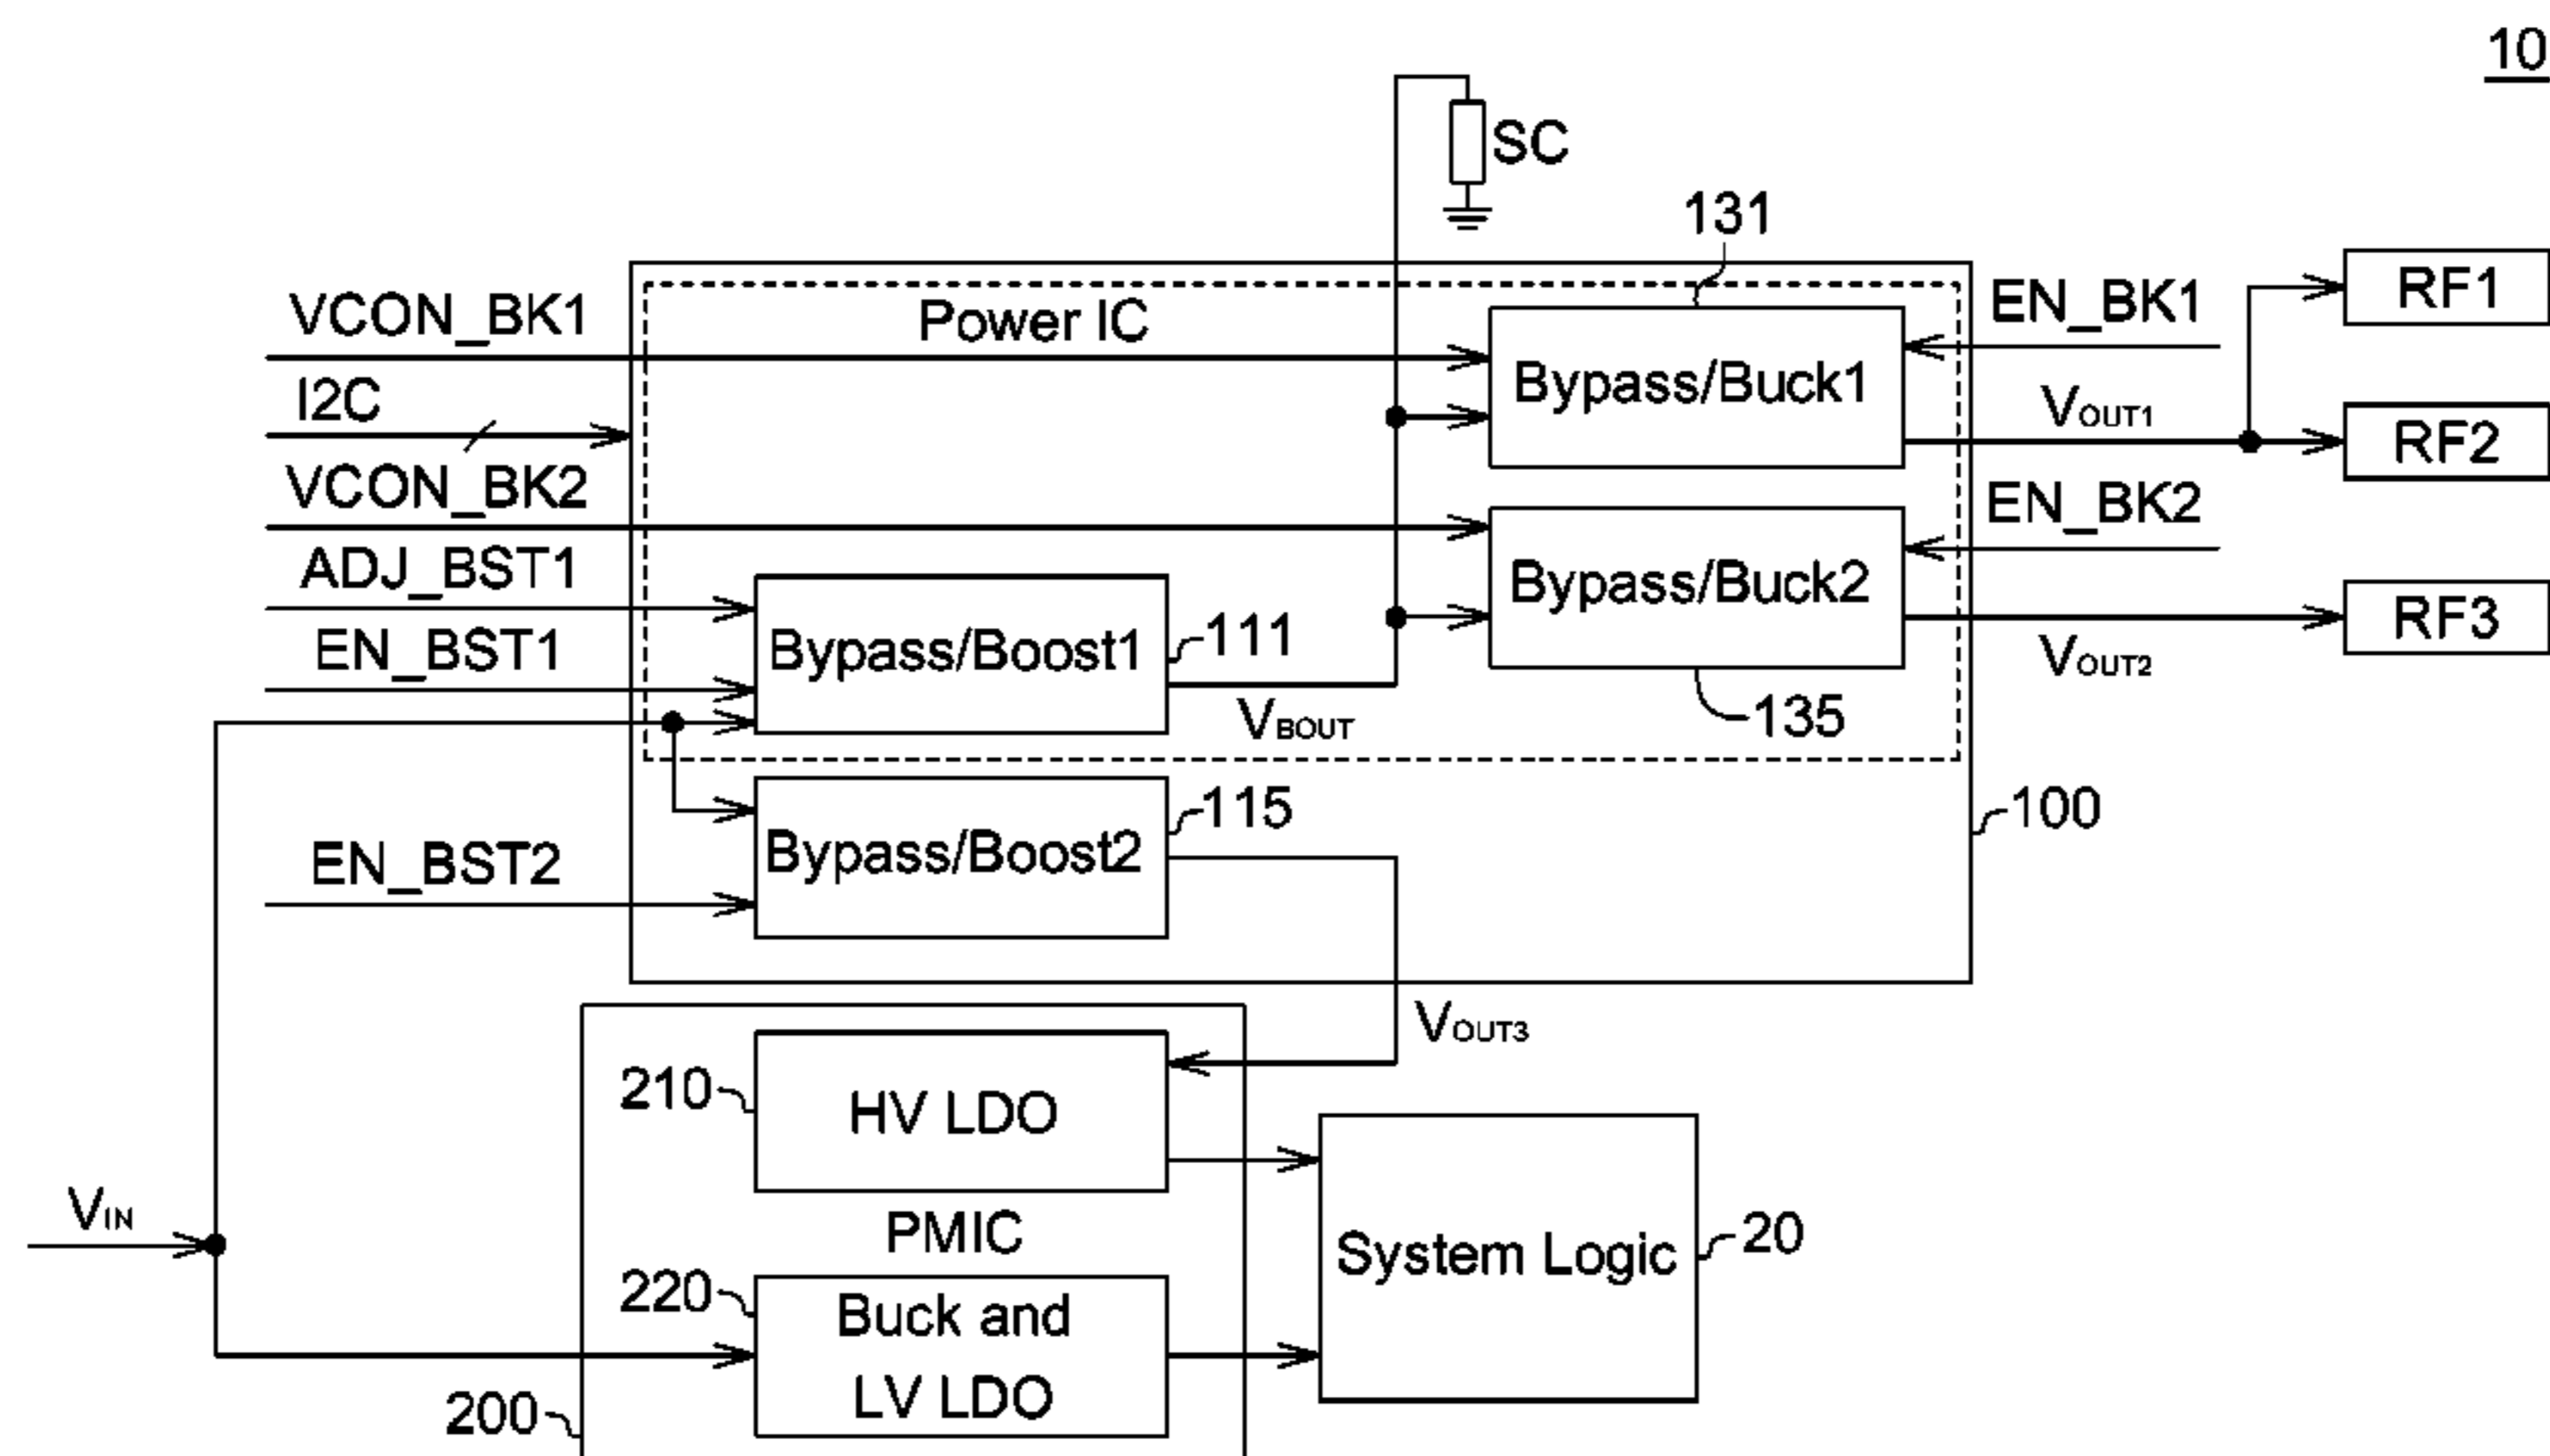 10
SC
131
VCON_BK1
Power IC
EN_BK1
RF1
I2C
Bypass/Buck1
VOUT1
RF2
VCON_BK2
EN_BK2
ADJ_BST1
Bypass/Buck2
RF3
EN_BST1
Bypass/Boost1
111
VOUT2
VBOUT
135
115
100
EN_BST2
Bypass/Boost2
VOUT3
210
HV LDO
VIN
PMIC
System Logic
20
220
Buck and
LV LDO
200